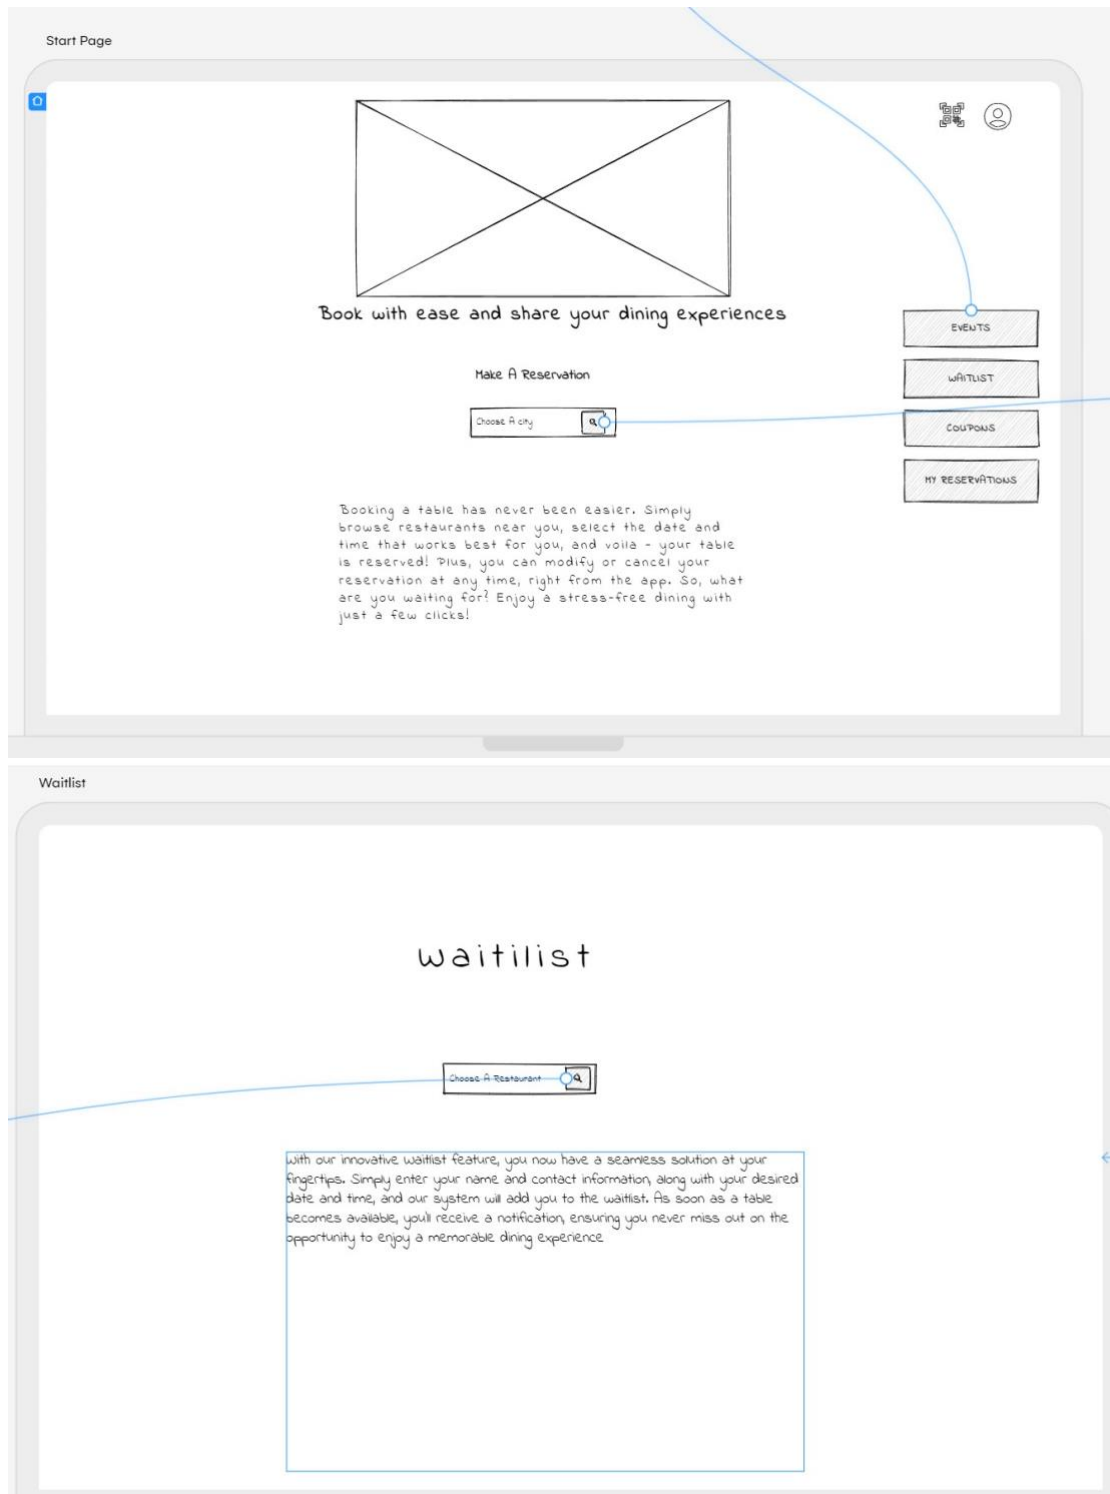 Start Page
Book with ease and share your dining experiences
Make A Reservation
Choose A city
EVENTS
WAITLIST
COUPONS
MY RESERVATIONS
Booking a table has never been easier. Simply
browse restaurants near you, select the date and
time that works best for you, and voila - your table
is reserved! Plus, you can modify or cancel your
reservation at any time, right from the app. So, what
are you waiting for? Enjoy a stress-free dining with
just a few clicks!
Waitlist
waitilist
Choose A Restaurant
with our innovative waitlist feature, you now have a seamless solution at your
fingertips. Simply enter your name and contact information, along with your desired
date and time, and our system will add you to the waitlist. As soon as a table
becomes available, you'll receive a notification, ensuring you never miss out on the
opportunity to enjoy a memorable dining experience